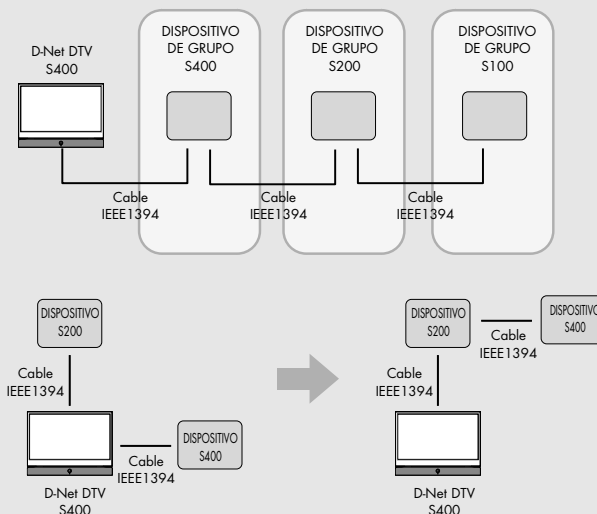 D-Net DTV
S400
DISPOSITIVO
DE GRUPO
S400
DISPOSITIVO
DE GRUPO
S200
DISPOSITIVO
DE GRUPO
S100
Cable
IEEE1394
Cable
IEEE1394
Cable
IEEE1394
DISPOSITIVO
S200
Cable
IEEE1394
DISPOSITIVO
S400
Cable
IEEE1394
D-Net DTV
S400
DISPOSITIVO
S200
Cable
IEEE1394
DISPOSITIVO
S400
Cable
IEEE1394
D-Net DTV
S400